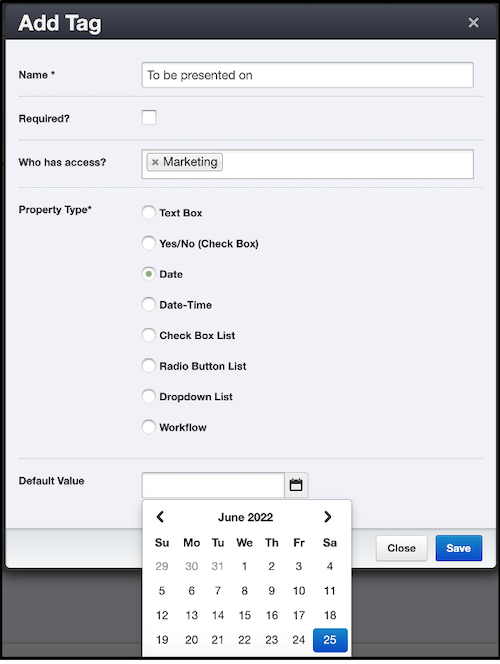 Add Tag ×
Name * To be presented on
Required?
Who has access? × Marketing
Property Type*
Text Box
Yes/No (Check Box)
Date
Date-Time
Check Box List
Radio Button List
Dropdown List
Workflow
Default Value
June 2022
Su Mo Tu We Th Fr Sa
29 30 31 1 2 3 4
5 6 7 8 9 10 11
12 13 14 15 16 17 18
19 20 21 22 23 24 25
Close Save